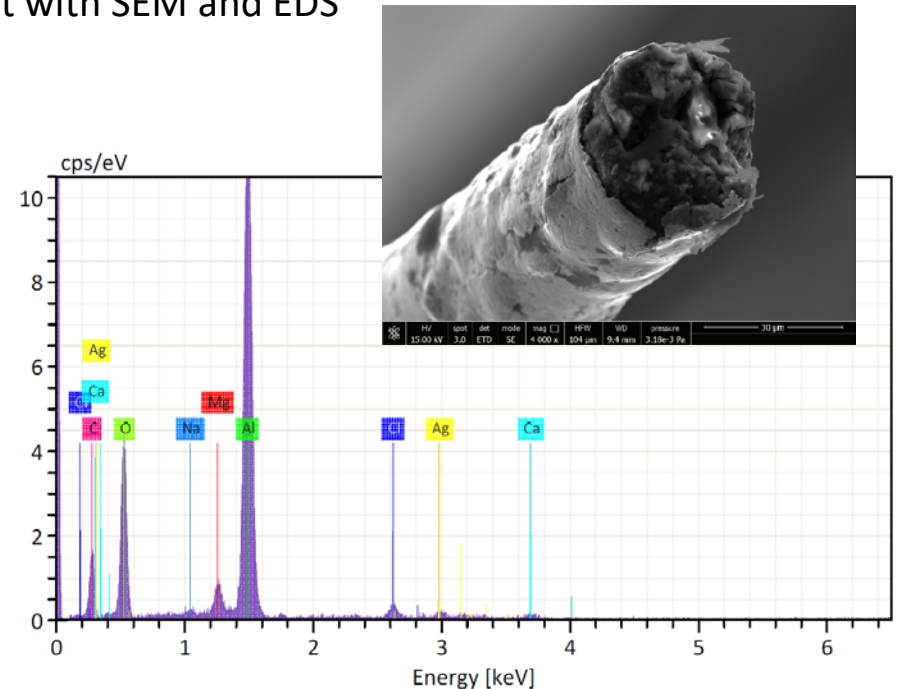 t with SEM and EDS
HV spot det mode mag HFW WD pressure
15.00 kV 3.0 ETD SE 4 000 x 104 µm 9.4 mm 3.18e-3 Pa
30 µm
cps/eV
10
8
6
4
2
0
Ag
Ca
Cl
Mg
C
O
Na
Al
Cl
Ag
Ca
0 1 2 3 4 5 6
Energy [keV]